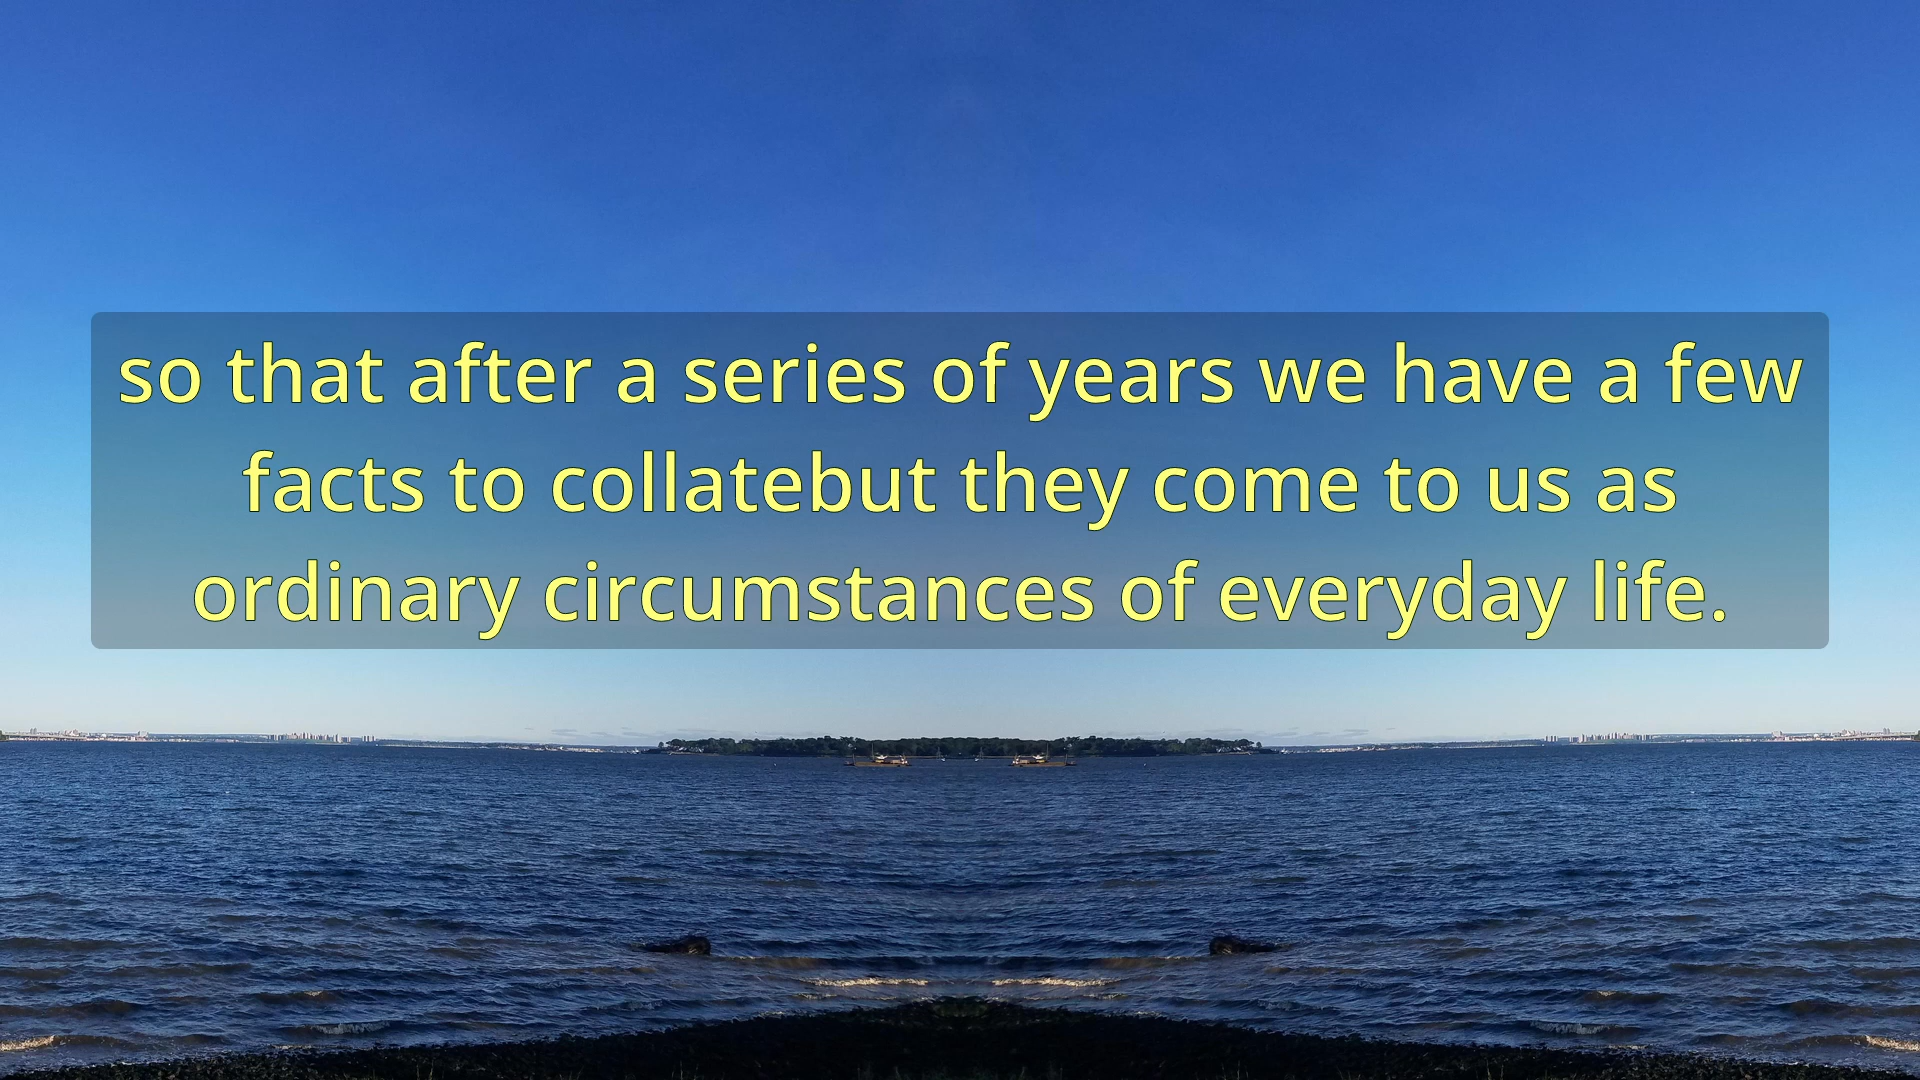 so that after a series of years we have a few
facts to collatebut they come to us as
ordinary circumstances of everyday life.